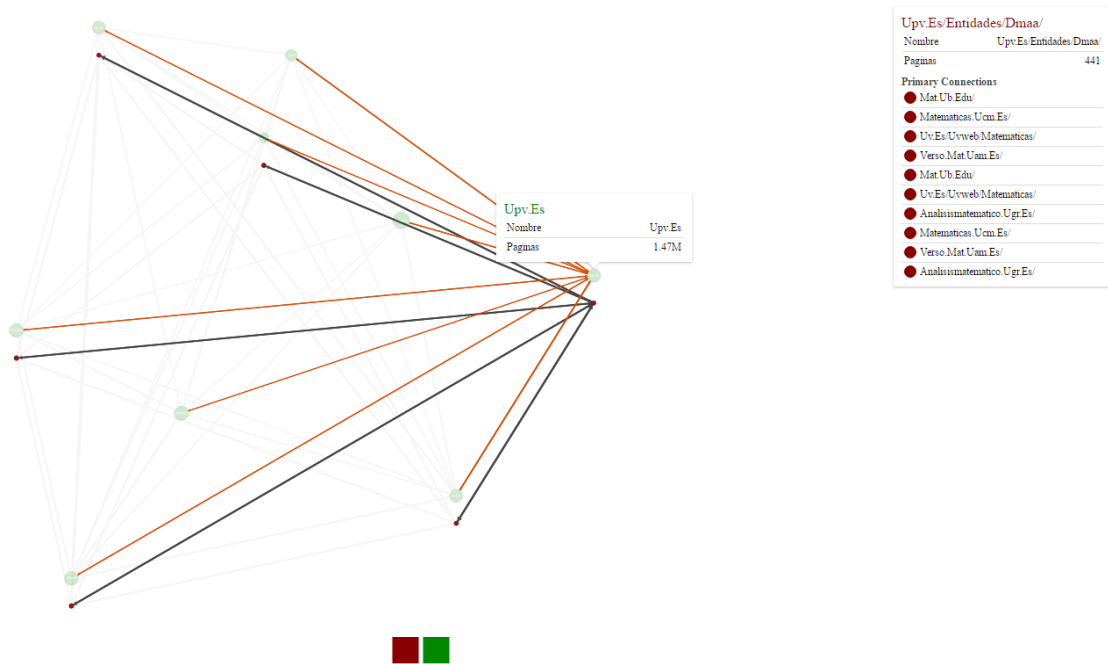 Upv.Es/Entidades/Dmaa/
Nombre Upv.Es/Entidades/Dmaa/
Paginas 441
Primary Connections
Mat.Ub.Edu/
Matematicas.Ucm.Es/
Uv.Es/Uvweb/Matematicas/
Verso.Mat.Uam.Es/
Mat.Ub.Edu/
Uv.Es/Uvweb/Matematicas/
Analisismatematico.Ugr.Es/
Matematicas.Ucm.Es/
Verso.Mat.Uam.Es/
Analisismatematico.Ugr.Es/
Upv.Es
Nombre Upv.Es
Paginas 1.47M